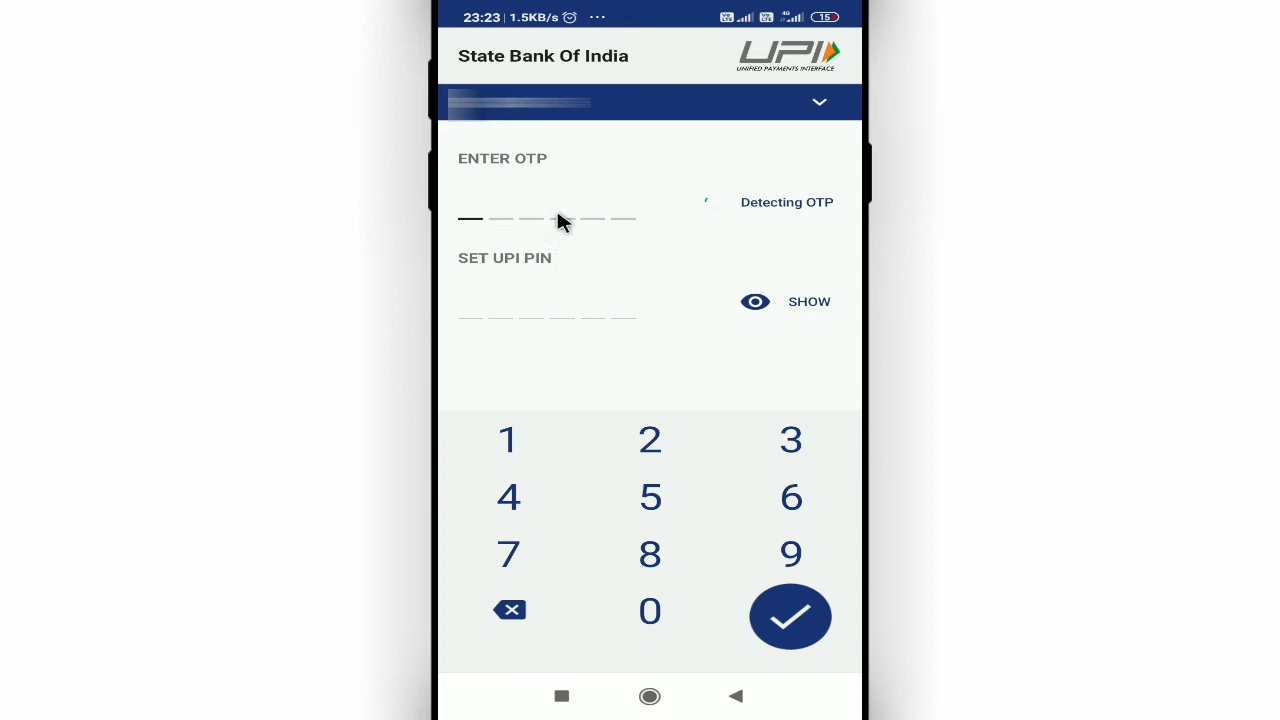 23:23 1.5KB/s ... 15
State Bank Of India
UPI
UNIFIED PAYMENTS INTERFACE
ENTER OTP
Detecting OTP
SET UPI PIN
SHOW
1 2 3
4 5 6
7 8 9
0